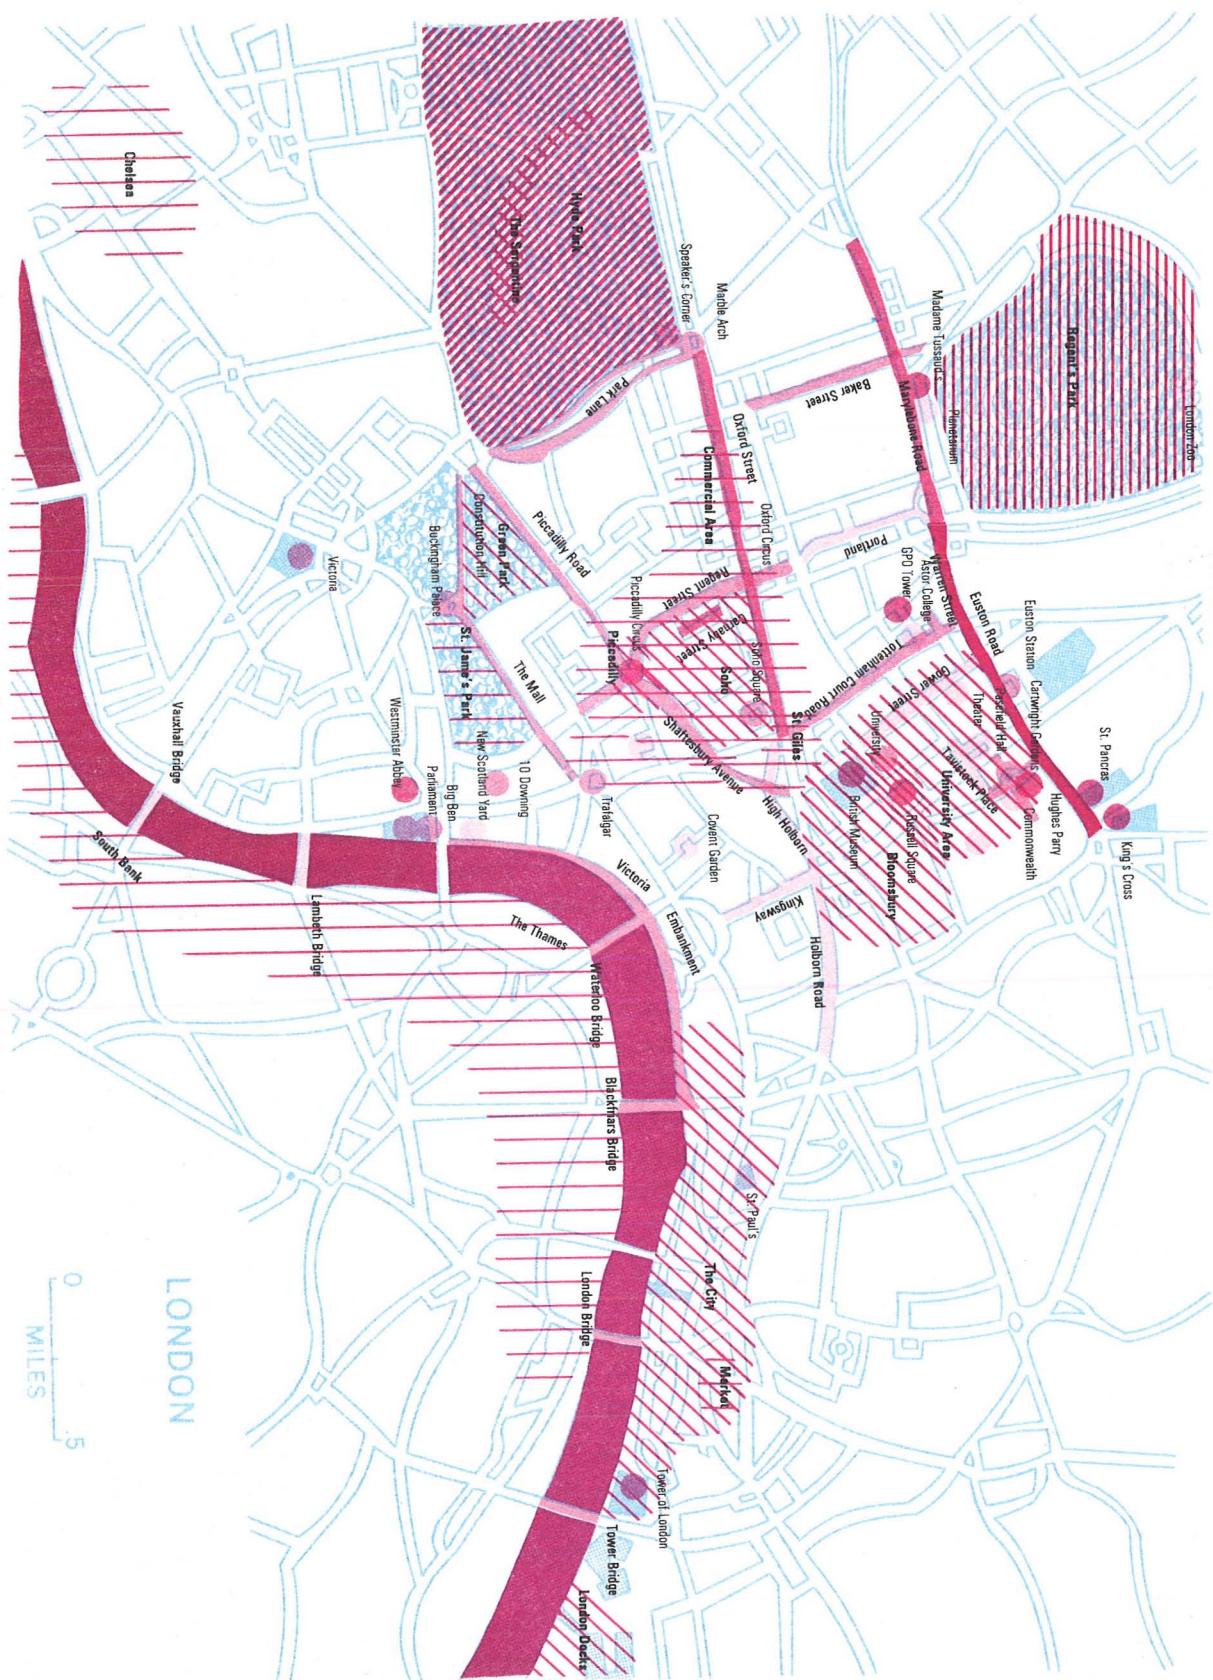 London Zoo
Regent's Park
Planetarium
Madame Tussaud's
Marylebone Road
Baker Street
Marble Arch
Speaker's Corner
Hyde Park
The Serpentine
Park Lane
Chelsea
Oxford Street
Commercial Area
Oxford Circus
Portland
GPO Tower
Astor College
Warren Street
Euston Road
Euston Station
Cartwright Gardens
St. Pancras
King's Cross
Hughes Parry
Commonwealth
Passfield Hall
Theater
Tavistock Place
University Area
Gower Street
University
Russell Square
Bloomsbury
British Museum
Tottenham Court Road
St. Giles
Soho Square
Soho
Carnaby Street
Regent Street
Piccadilly Circus
Piccadilly
Piccadilly Road
Green Park
Constitution Hill
Buckingham Palace
St. Jame's Park
The Mall
Victoria
Shaftesbury Avenue
High Holborn
Covent Garden
Kingsway
Holborn Road
Trafalgar
10 Downing
New Scotland Yard
Big Ben
Parliament
Westminster Abbey
Vauxhall Bridge
South Bank
Lambeth Bridge
Victoria
Embankment
The Thames
Waterloo Bridge
Blackfriars Bridge
St. Paul's
The City
London Bridge
Market
Tower of London
Tower Bridge
London Docks
LONDON
0 .5
MILES